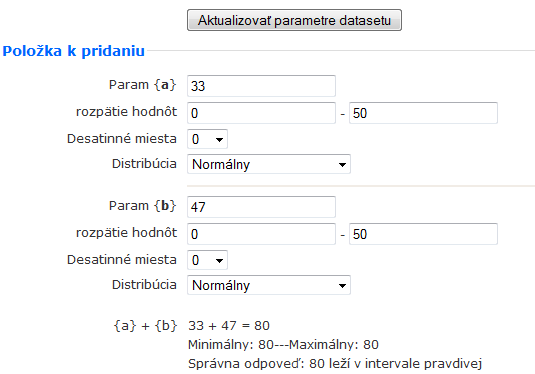 Aktualizovať parametre datasetu
Položka k pridaniu
Param {a} 33
rozpätie hodnôt 0 - 50
Desatinné miesta 0
Distribúcia Normálny
Param {b} 47
rozpätie hodnôt 0 - 50
Desatinné miesta 0
Distribúcia Normálny
{a} + {b} 33 + 47 = 80
Minimálny: 80---Maximálny: 80
Správna odpoveď: 80 leží v intervale pravdivej